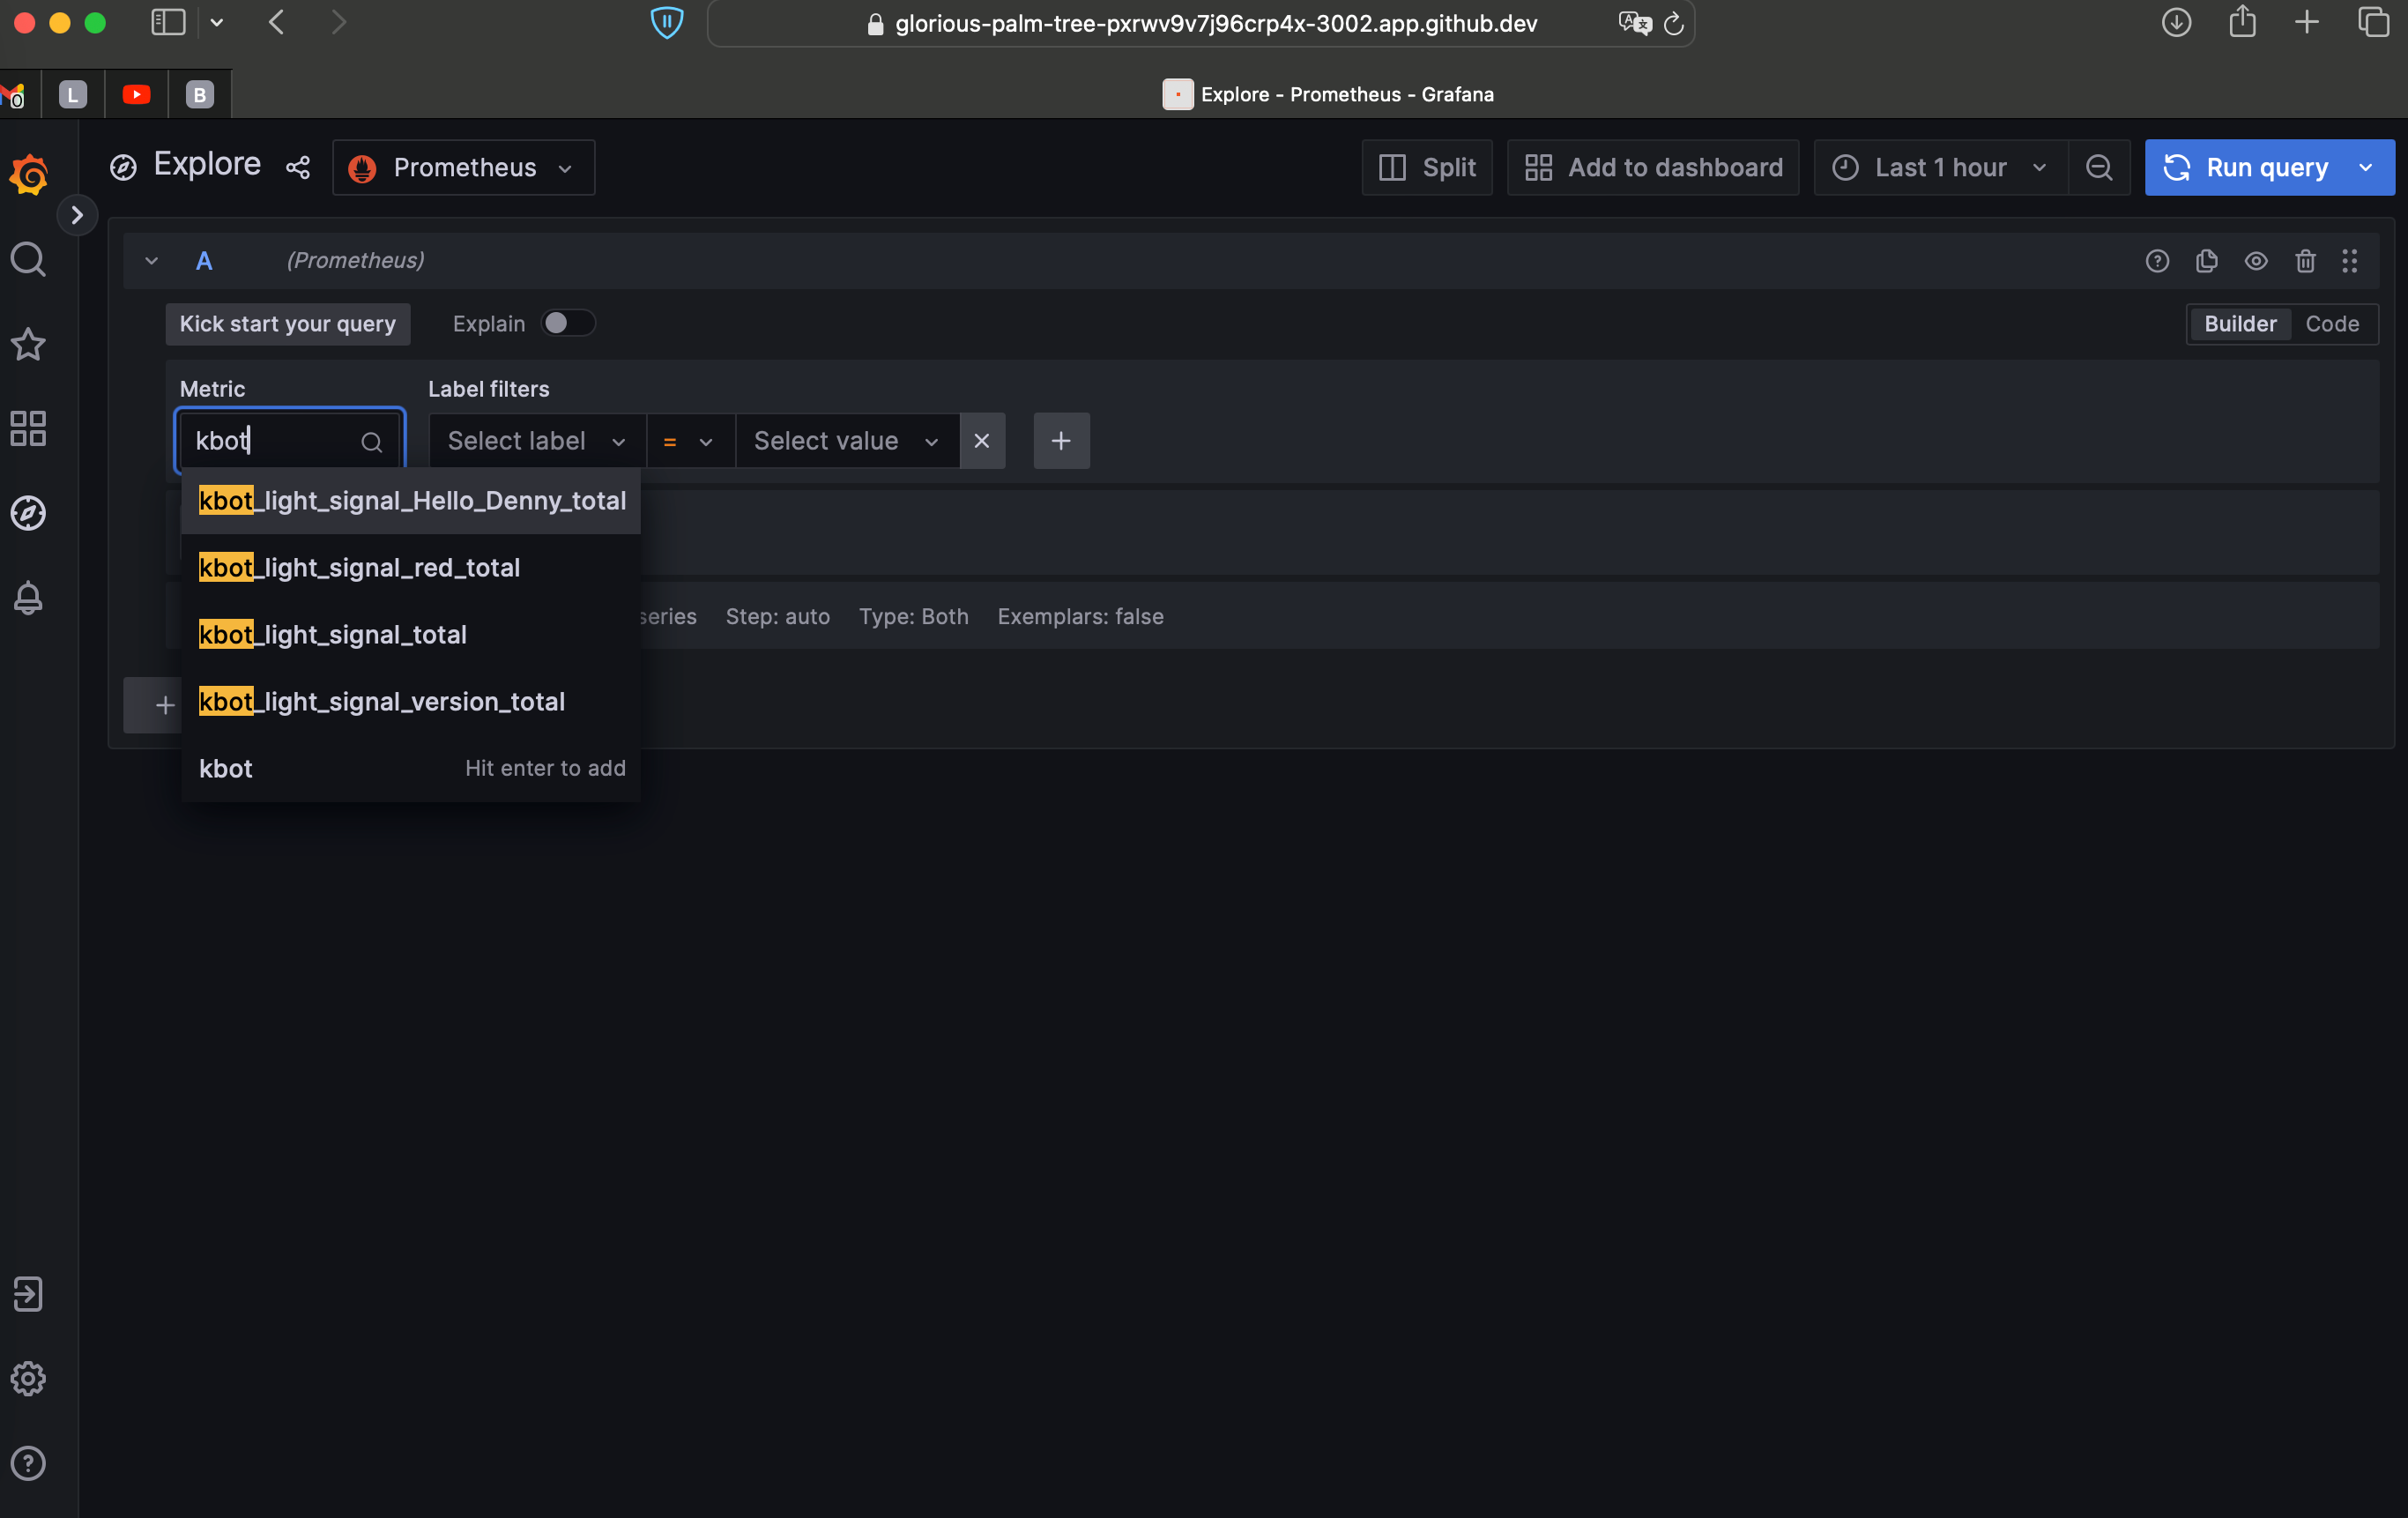 glorious-palm-tree-pxrwv9v7j96crp4x-3002.app.github.dev
L
B
Explore - Prometheus - Grafana
Explore
Prometheus
Split
Add to dashboard
Last 1 hour
Run query
A
(Prometheus)
Kick start your query
Explain
Builder
Code
Metric
Label filters
kbot
Select label
=
Select value
kbot_light_signal_Hello_Denny_total
kbot_light_signal_red_total
series
Step: auto
Type: Both
Exemplars: false
kbot_light_signal_total
kbot_light_signal_version_total
kbot
Hit enter to add